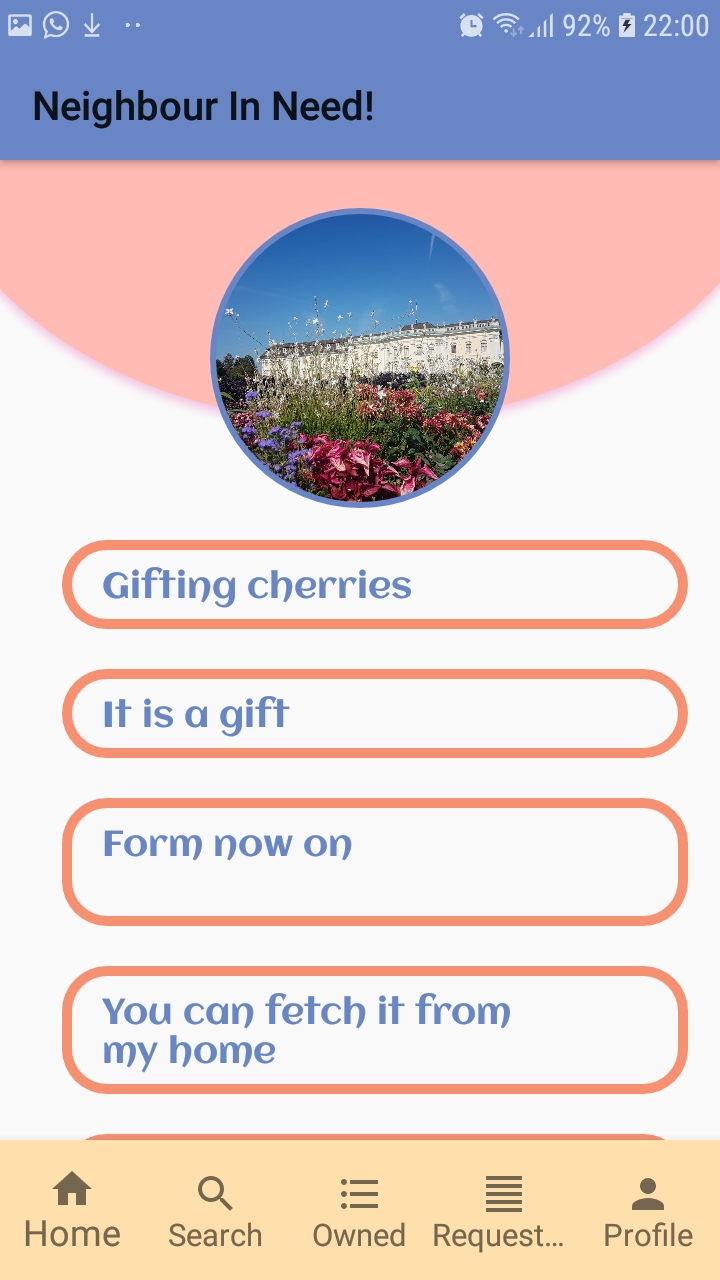 92% 22:00
Neighbour In Need!
Gifting cherries
It is a gift
Form now on
You can fetch it from
my home
Home Search Owned Request... Profile